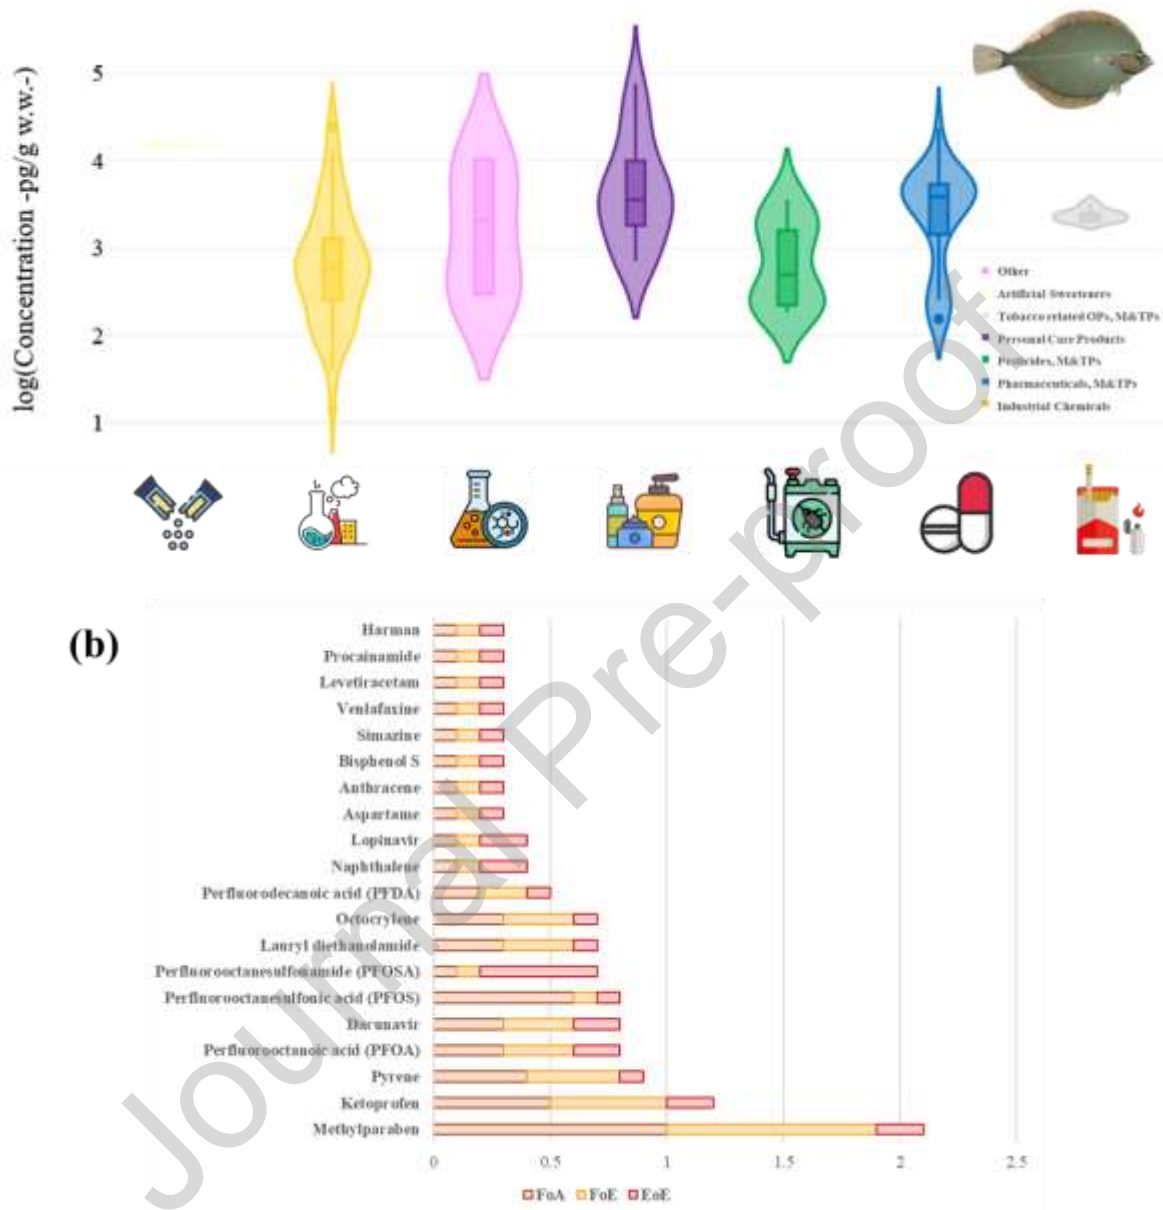 log(Concentration -pg/g w.w.-)
5
4
3
2
1
Other
Artificial Sweeteners
Tobacco related OPs, M&TPs
Personal Care Products
Pesticides, M&TPs
Pharmaceuticals, M&TPs
Industrial Chemicals
(b)
Harman
Procainamide
Levetiracetam
Venlafaxine
Simazine
Bisphenol S
Anthracene
Aspartame
Lopinavir
Naphthalene
Perfluorodecanoic acid (PFDA)
Octocrylene
Lauryl diethanolamide
Perfluorooctanesulfonamide (PFOSA)
Perfluorooctanesulfonic acid (PFOS)
Darunavir
Perfluorooctanoic acid (PFOA)
Pyrene
Ketoprofen
Methylparaben
0 0.5 1 1.5 2 2.5
FoA FoE EoE
Journal Pre-proof